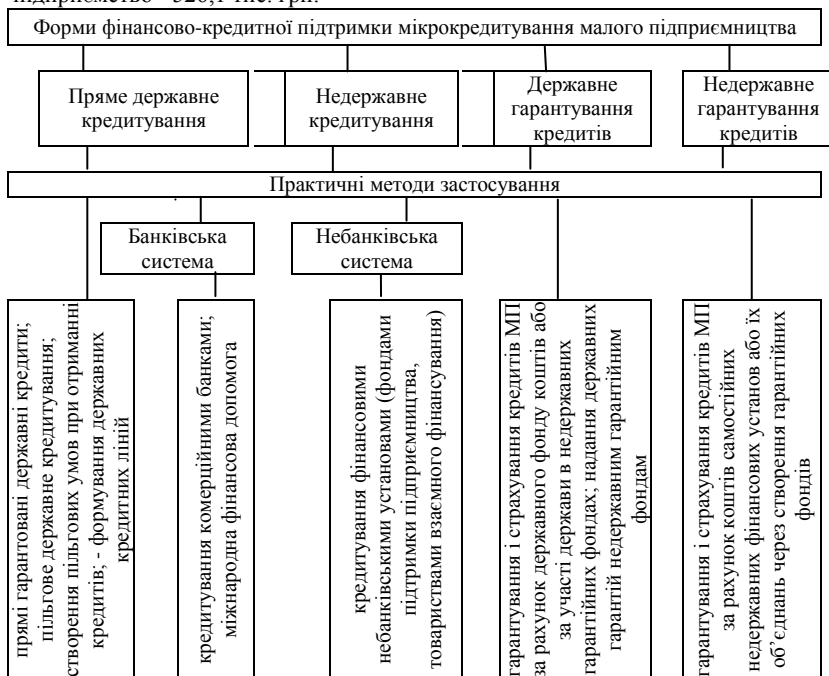 Форми фінансово-кредитної підтримки мікрокредитування малого підприємництва
Пряме державне
кредитування
Недержавне
кредитування
Державне
гарантування
кредитів
Недержавне
гарантування
кредитів
Практичні методи застосування
Банківська
система
Небанківська
система
прямі гарантовані державні кредити;
пільгове державне кредитування;
створення пільгових умов при отриманні
кредитів; - формування державних
кредитних ліній
кредитування комерційними банками;
міжнародна фінансова допомога
кредитування фінансовими
небанківськими установами (фондами
підтримки підприємництва,
товариствами взаємного фінансування)
гарантування і страхування кредитів МП
за рахунок державного фонду коштів або
за участі держави в недержавних
гарантійних фондах; надання державних
гарантій недержавним гарантійним
фондам
гарантування і страхування кредитів МП
за рахунок коштів самостійних
недержавних фінансових установ або їх
об’єднань через створення гарантійних
фондів